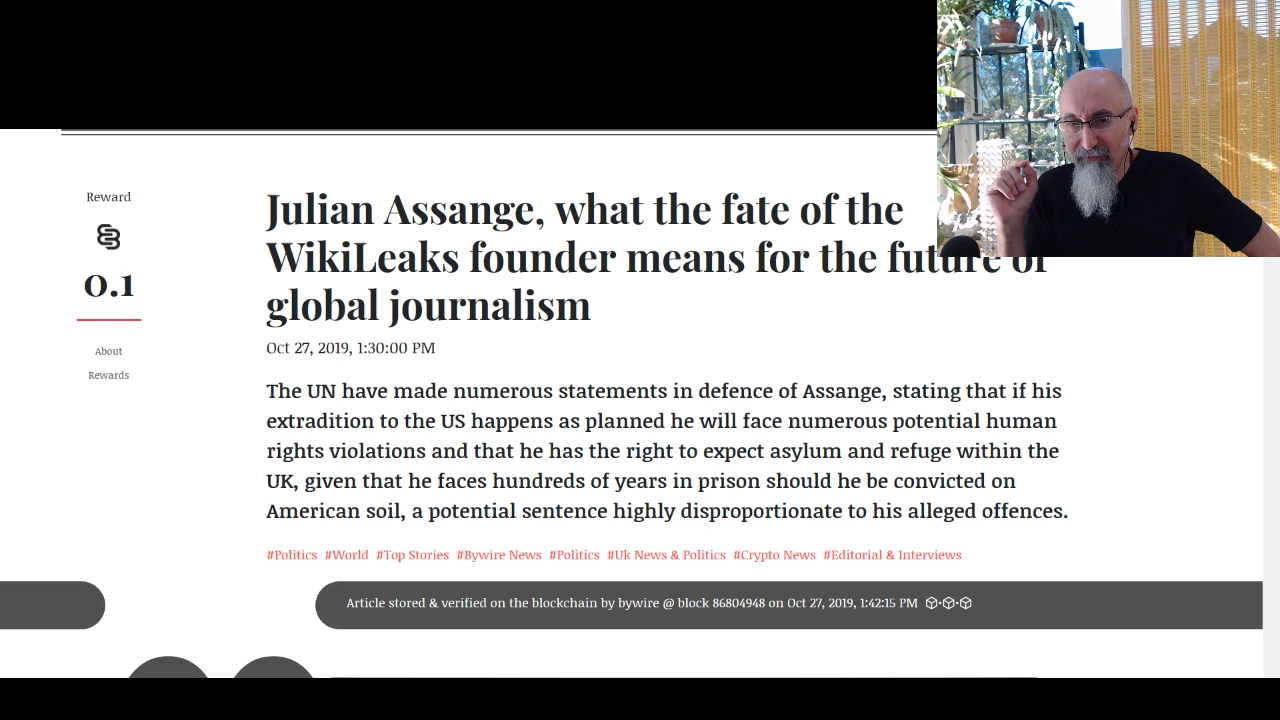 Reward
0.1
About
Rewards
Julian Assange, what the fate of the
WikiLeaks founder means for the future of
global journalism
Oct 27, 2019, 1:30:00 PM
The UN have made numerous statements in defence of Assange, stating that if his
extradition to the US happens as planned he will face numerous potential human
rights violations and that he has the right to expect asylum and refuge within the
UK, given that he faces hundreds of years in prison should he be convicted on
American soil, a potential sentence highly disproportionate to his alleged offences.
#Politics #World #Top Stories #Bywire News #Politics #Uk News & Politics #Crypto News #Editorial & Interviews
Article stored & verified on the blockchain by bywire @ block 86804948 on Oct 27, 2019, 1:42:15 PM